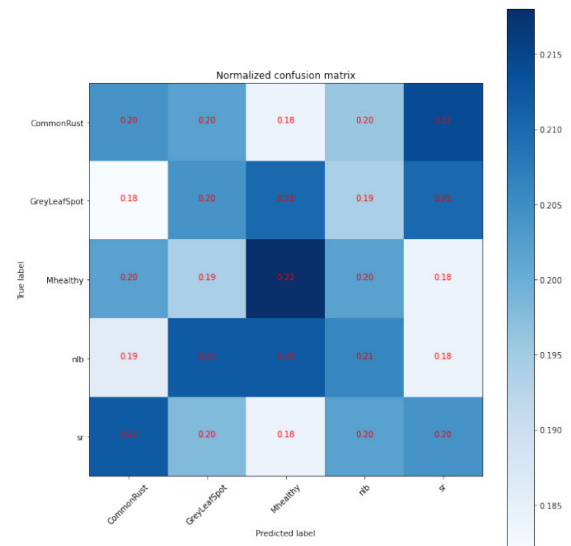 Normalized confusion matrix
True label
CommonRust 0.20 0.20 0.18 0.20 0.21
GreyLeafSpot 0.18 0.20 0.21 0.19 0.21
Mhealthy 0.20 0.19 0.22 0.20 0.18
nlb 0.19 0.21 0.21 0.21 0.18
sr 0.21 0.20 0.18 0.20 0.20
CommonRust GreyLeafSpot Mhealthy nlb sr
Predicted label
0.215
0.210
0.205
0.200
0.195
0.190
0.185